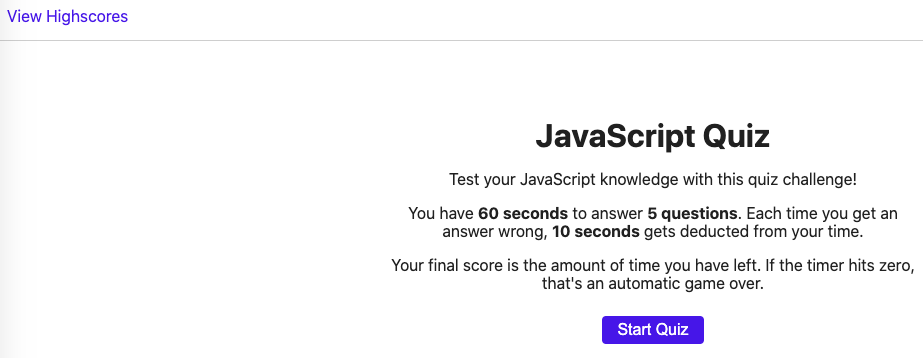 View Highscores
JavaScript Quiz
Test your JavaScript knowledge with this quiz challenge!
You have 60 seconds to answer 5 questions. Each time you get an
answer wrong, 10 seconds gets deducted from your time.
Your final score is the amount of time you have left. If the timer hits zero,
that's an automatic game over.
Start Quiz